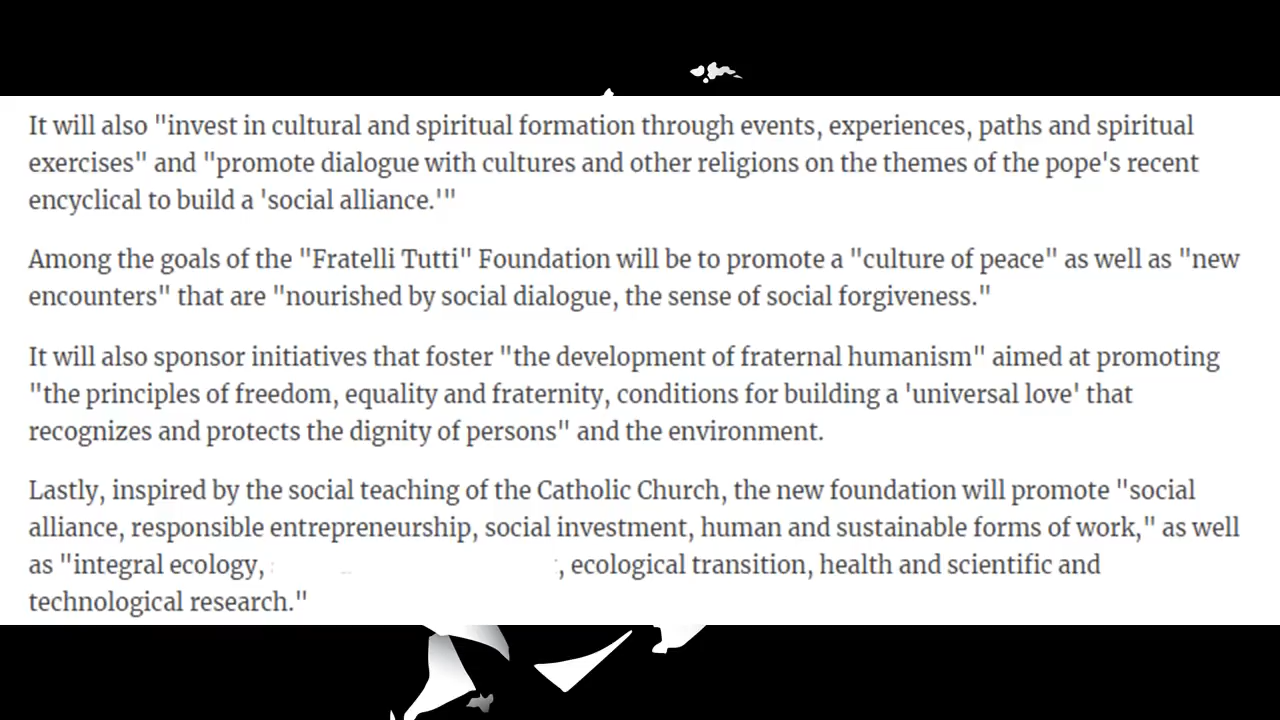 It will also "invest in cultural and spiritual formation through events, experiences, paths and spiritual
exercises" and "promote dialogue with cultures and other religions on the themes of the pope's recent
encyclical to build a 'social alliance.'"
Among the goals of the "Fratelli Tutti" Foundation will be to promote a "culture of peace" as well as "new
encounters" that are "nourished by social dialogue, the sense of social forgiveness."
It will also sponsor initiatives that foster "the development of fraternal humanism" aimed at promoting
"the principles of freedom, equality and fraternity, conditions for building a 'universal love' that
recognizes and protects the dignity of persons" and the environment.
Lastly, inspired by the social teaching of the Catholic Church, the new foundation will promote "social
alliance, responsible entrepreneurship, social investment, human and sustainable forms of work," as well
as "integral ecology, , ecological transition, health and scientific and
technological research."